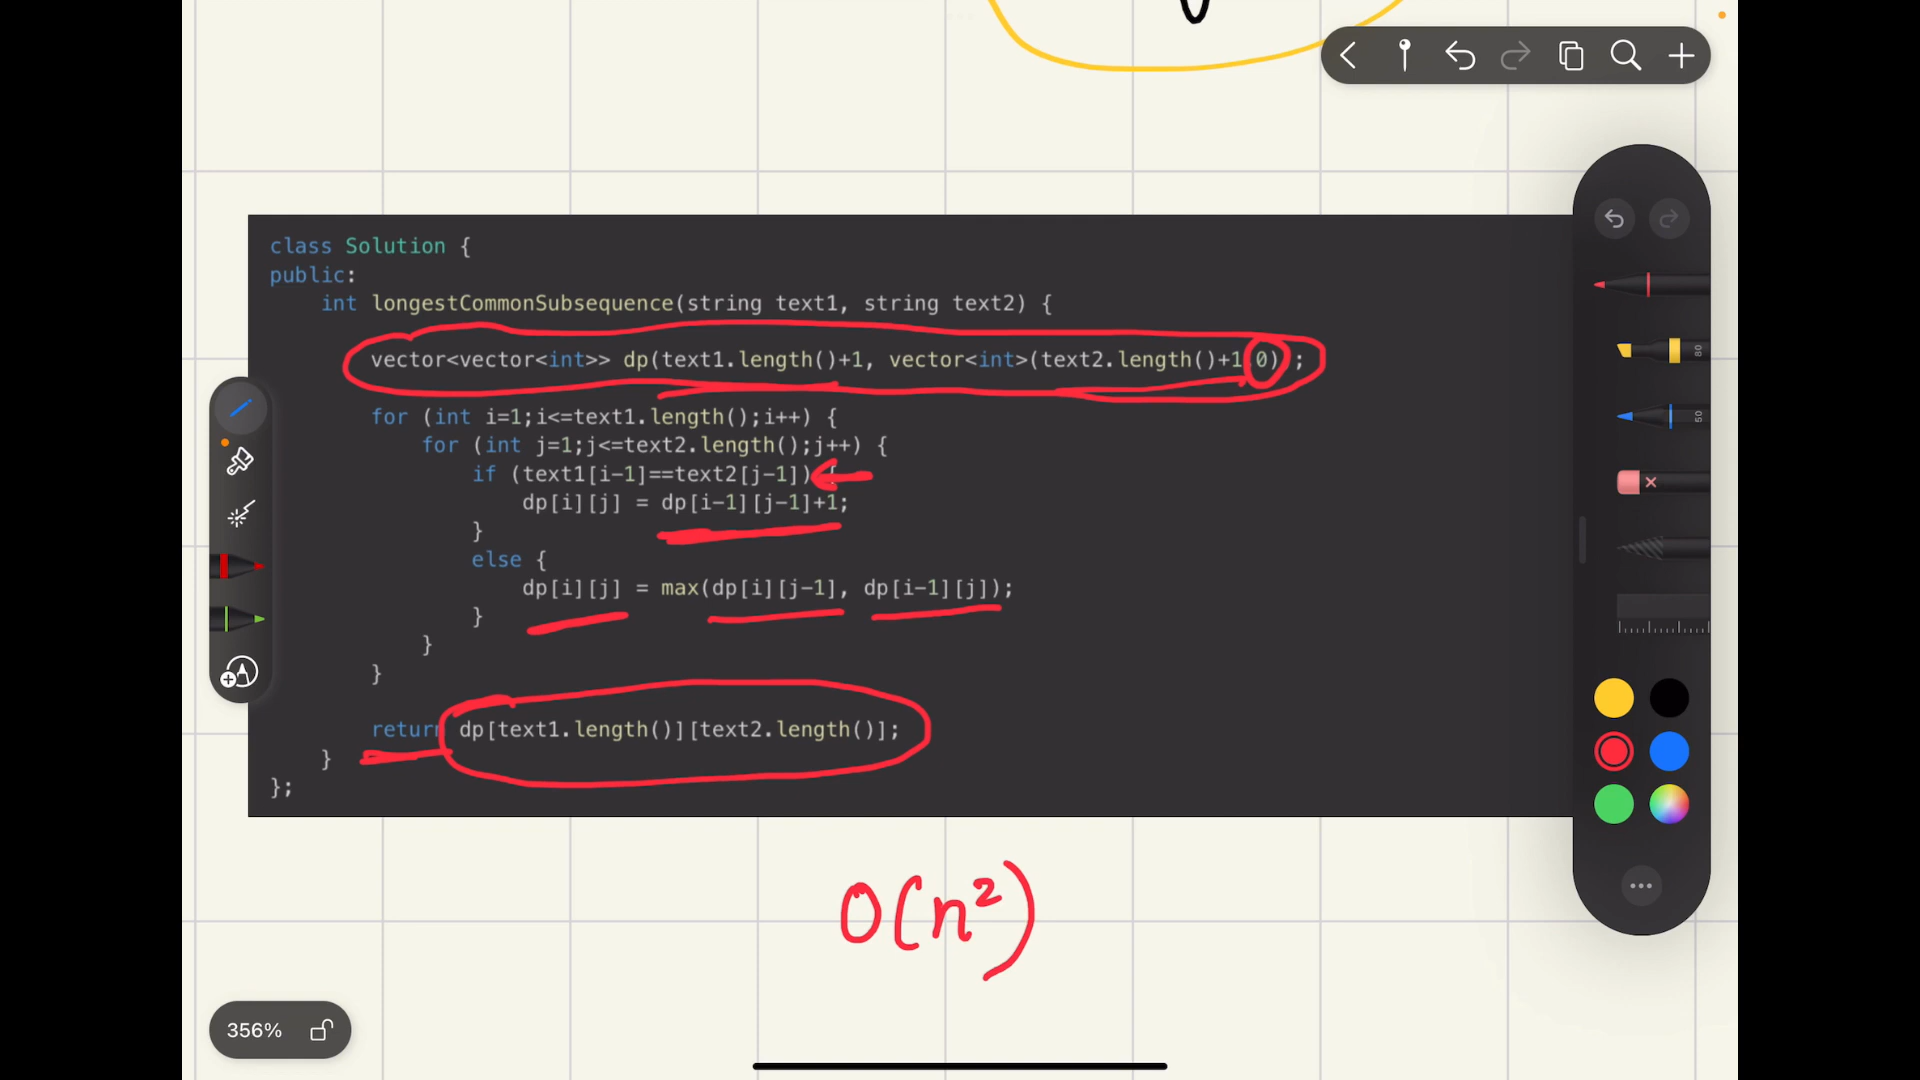 class Solution {
public:
int longestCommonSubsequence(string text1, string text2) {
vector<vector<int>> dp(text1.length()+1, vector<int>(text2.length()+1 0) ;
for (int i=1;i<=text1.length();i++) {
for (int j=1;j<=text2.length();j++) {
if (text1[i-1]==text2[j-1]) {
dp[i][j] = dp[i-1][j-1]+1;
}
else {
dp[i][j] = max(dp[i][j-1], dp[i-1][j]);
}
}
}
return dp[text1.length()][text2.length()];
}
};
O(n²)
80
50
356%